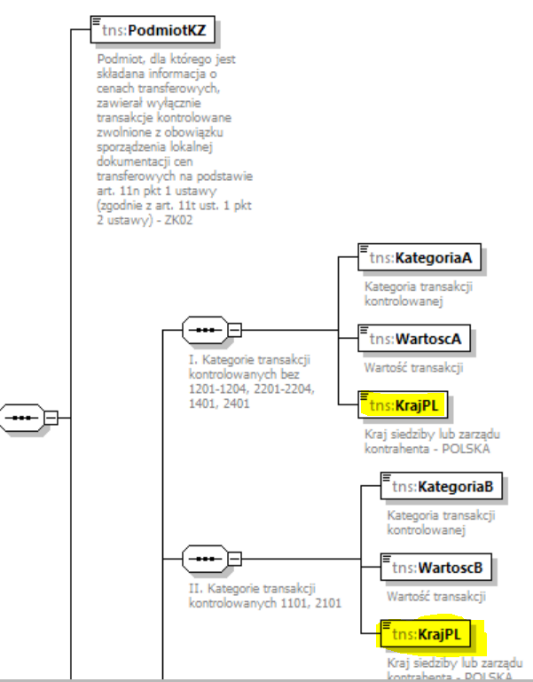 tns:PodmiotKZ
Podmiot, dla którego jest
składana informacja o
cenach transferowych,
zawierał wyłącznie
transakcje kontrolowane
zwolnione z obowiązku
sporządzenia lokalnej
dokumentacji cen
transferowych na podstawie
art. 11n pkt 1 ustawy
(zgodnie z art. 11t ust. 1 pkt
2 ustawy) - ZK02
tns:KategoriaA
Kategoria transakcji
kontrolowanej
tns:WartoscA
Wartość transakcji
I. Kategorie transakcji
kontrolowanych bez
1201-1204, 2201-2204,
1401, 2401
tns:KrajPL
Kraj siedziby lub zarządu
kontrahenta - POLSKA
tns:KategoriaB
Kategoria transakcji
kontrolowanej
tns:WartoscB
Wartość transakcji
II. Kategorie transakcji
kontrolowanych 1101, 2101
tns:KrajPL
Kraj siedziby lub zarządu
kontrahenta - POLSKA